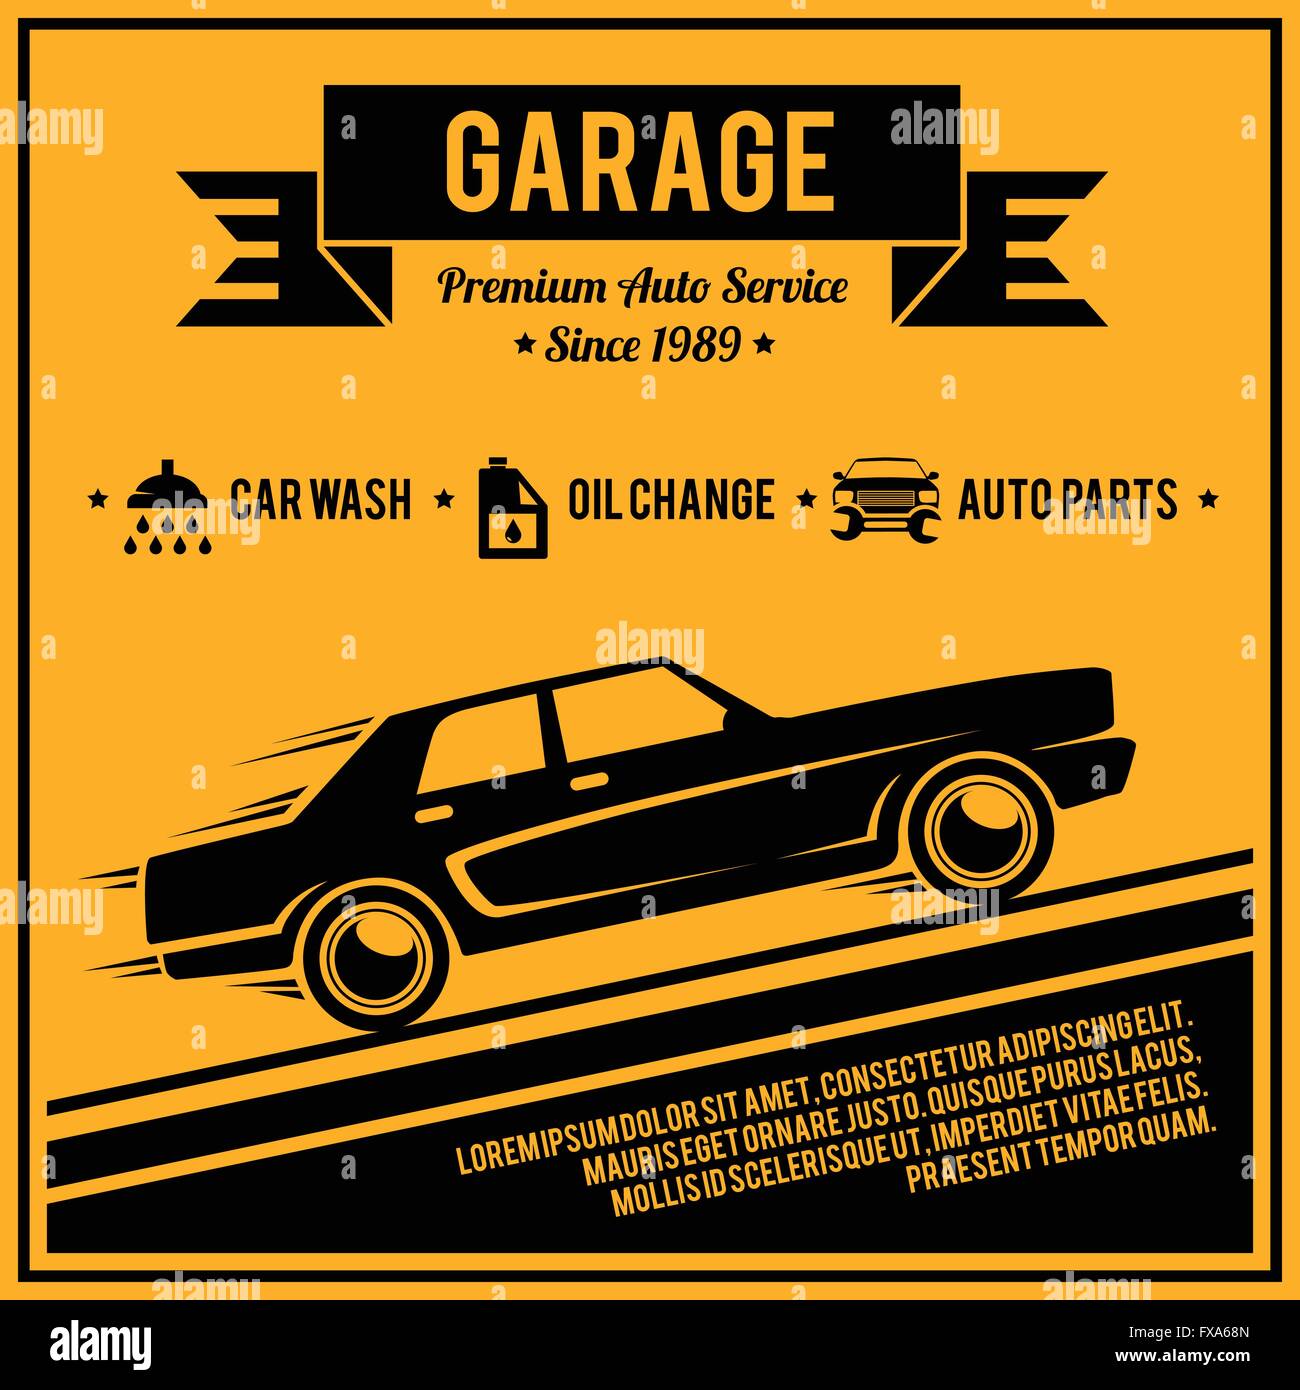 GARAGE
Premium Auto Service
Since 1989
CAR WASH
OIL CHANGE
AUTO PARTS
LOREM IPSUM DOLOR SIT AMET, CONSECTETUR ADIPISCING ELIT.
MAURIS EGET ORNARE JUSTO. QUISQUE PURUS LACUS,
MOLLIS ID SCELERISQUE UT, IMPERDIET VITAE FELIS.
PRAESENT TEMPOR QUAM.
alamy stock photo
FXA68N
www.alamy.com